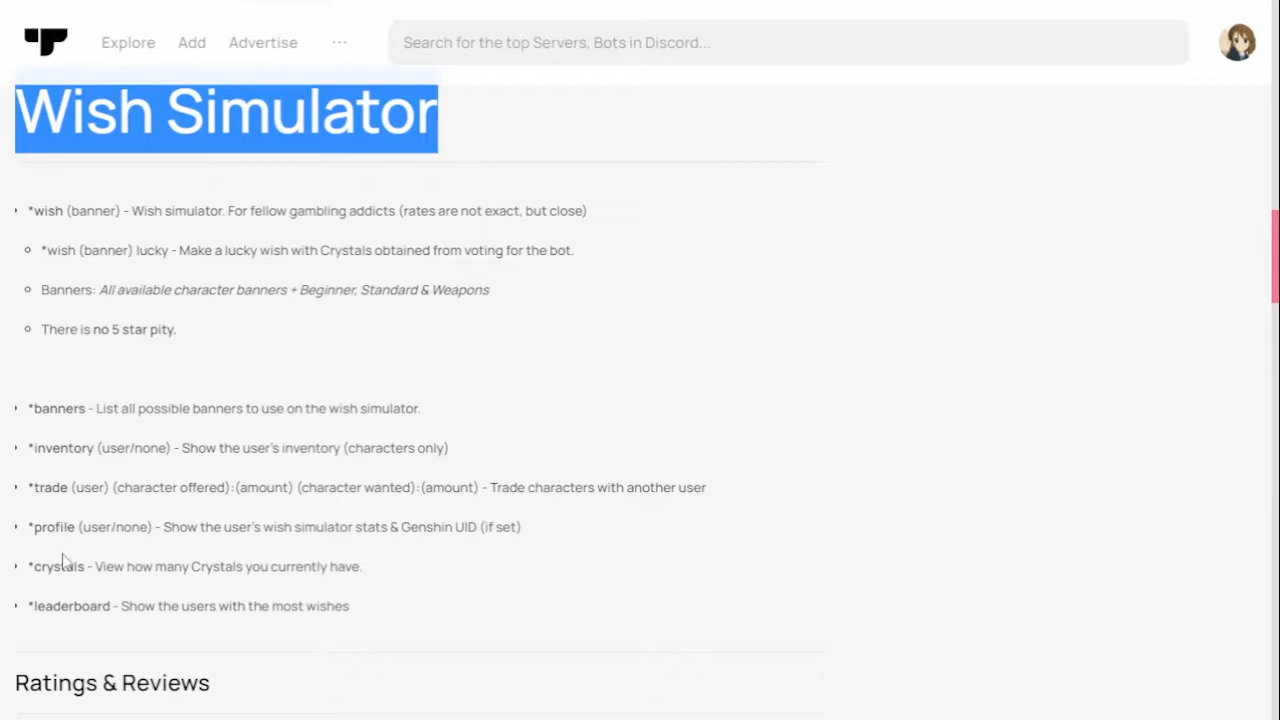 Explore Add Advertise ... Search for the top Servers, Bots in Discord...
Wish Simulator
*wish (banner) - Wish simulator. For fellow gambling addicts (rates are not exact, but close)
*wish (banner) lucky - Make a lucky wish with Crystals obtained from voting for the bot.
Banners: All available character banners + Beginner, Standard & Weapons
There is no 5 star pity.
*banners - List all possible banners to use on the wish simulator.
*inventory (user/none) - Show the user's inventory (characters only)
*trade (user) (character offered):(amount) (character wanted):(amount) - Trade characters with another user
*profile (user/none) - Show the user's wish simulator stats & Genshin UID (if set)
*crystals - View how many Crystals you currently have.
*leaderboard - Show the users with the most wishes
Ratings & Reviews